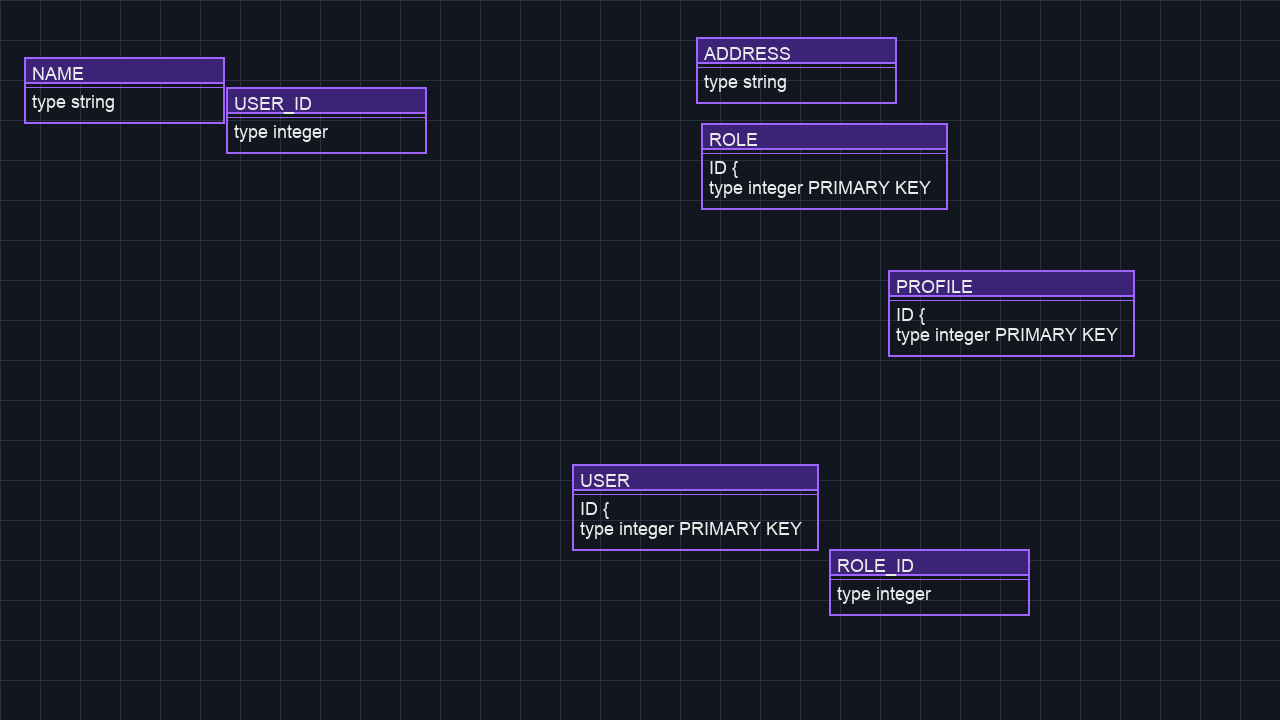 NAME
type string
USER_ID
type integer
ADDRESS
type string
ROLE
ID {
type integer PRIMARY KEY
PROFILE
ID {
type integer PRIMARY KEY
USER
ID {
type integer PRIMARY KEY
ROLE_ID
type integer